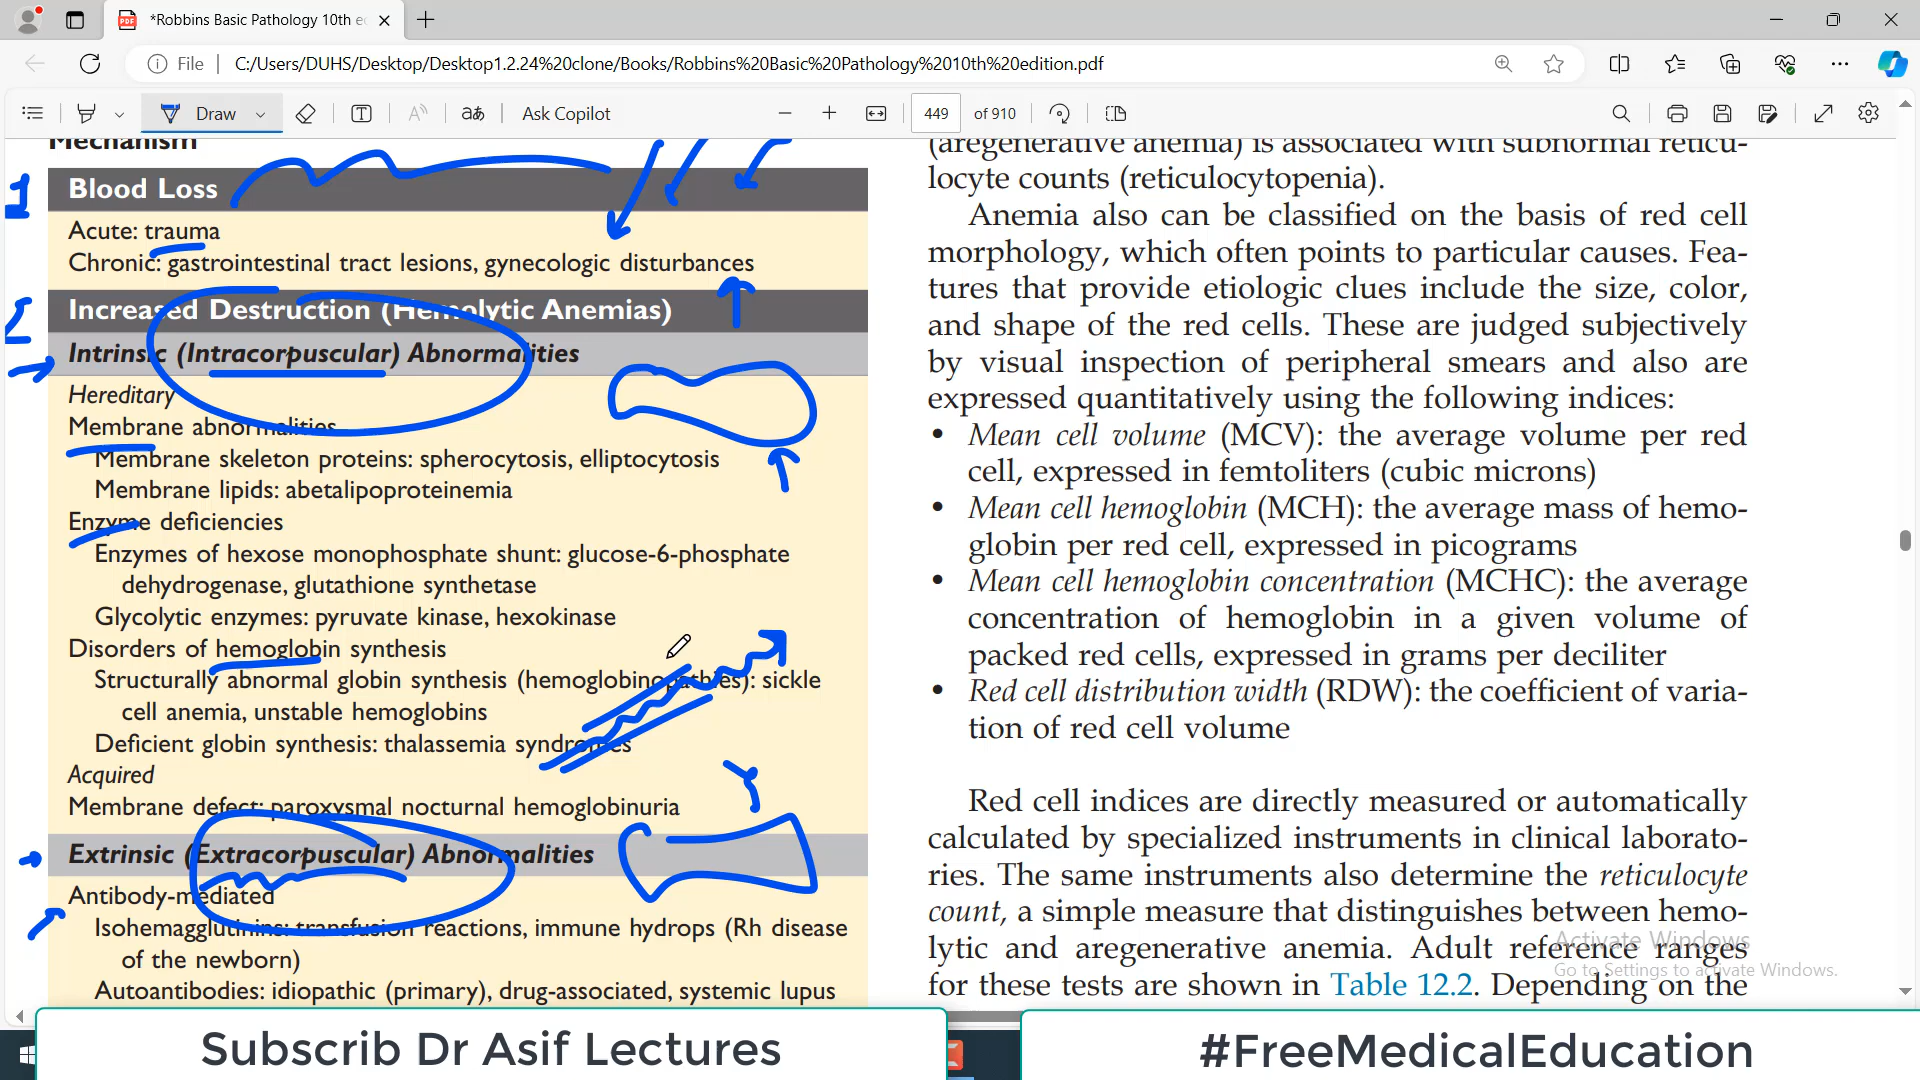 *Robbins Basic Pathology 10th ed
File
C:/Users/DUHS/Desktop/Desktop1.2.24%20clone/Books/Robbins%20Basic%20Pathology%2010th%20edition.pdf
Draw
Ask Copilot
449 of 910
Mechanism
1
Blood Loss
Acute: trauma
Chronic: gastrointestinal tract lesions, gynecologic disturbances
Increased Destruction (Hemolytic Anemias)
Intrinsic (Intracorpuscular) Abnormalities
Hereditary
Membrane abnormalities
Membrane skeleton proteins: spherocytosis, elliptocytosis
Membrane lipids: abetalipoproteinemia
Enzyme deficiencies
Enzymes of hexose monophosphate shunt: glucose-6-phosphate
dehydrogenase, glutathione synthetase
Glycolytic enzymes: pyruvate kinase, hexokinase
Disorders of hemoglobin synthesis
Structurally abnormal globin synthesis (hemoglobinopathies): sickle
cell anemia, unstable hemoglobins
Deficient globin synthesis: thalassemia syndromes
Acquired
Membrane defect: paroxysmal nocturnal hemoglobinuria
Extrinsic (Extracorpuscular) Abnormalities
Antibody-mediated
Isohemagglutinins: transfusion reactions, immune hydrops (Rh disease
of the newborn)
Autoantibodies: idiopathic (primary), drug-associated, systemic lupus
(aregenerative anemia) is associated with subnormal reticu-
locyte counts (reticulocytopenia).
Anemia also can be classified on the basis of red cell
morphology, which often points to particular causes. Fea-
tures that provide etiologic clues include the size, color,
and shape of the red cells. These are judged subjectively
by visual inspection of peripheral smears and also are
expressed quantitatively using the following indices:
• Mean cell volume (MCV): the average volume per red
cell, expressed in femtoliters (cubic microns)
• Mean cell hemoglobin (MCH): the average mass of hemo-
globin per red cell, expressed in picograms
• Mean cell hemoglobin concentration (MCHC): the average
concentration of hemoglobin in a given volume of
packed red cells, expressed in grams per deciliter
• Red cell distribution width (RDW): the coefficient of varia-
tion of red cell volume
Red cell indices are directly measured or automatically
calculated by specialized instruments in clinical laborato-
ries. The same instruments also determine the reticulocyte
count, a simple measure that distinguishes between hemo-
lytic and aregenerative anemia. Adult reference ranges
for these tests are shown in Table 12.2. Depending on the
Activate Windows
Go to Settings to activate Windows.
Subscrib Dr Asif Lectures
#FreeMedicalEducation